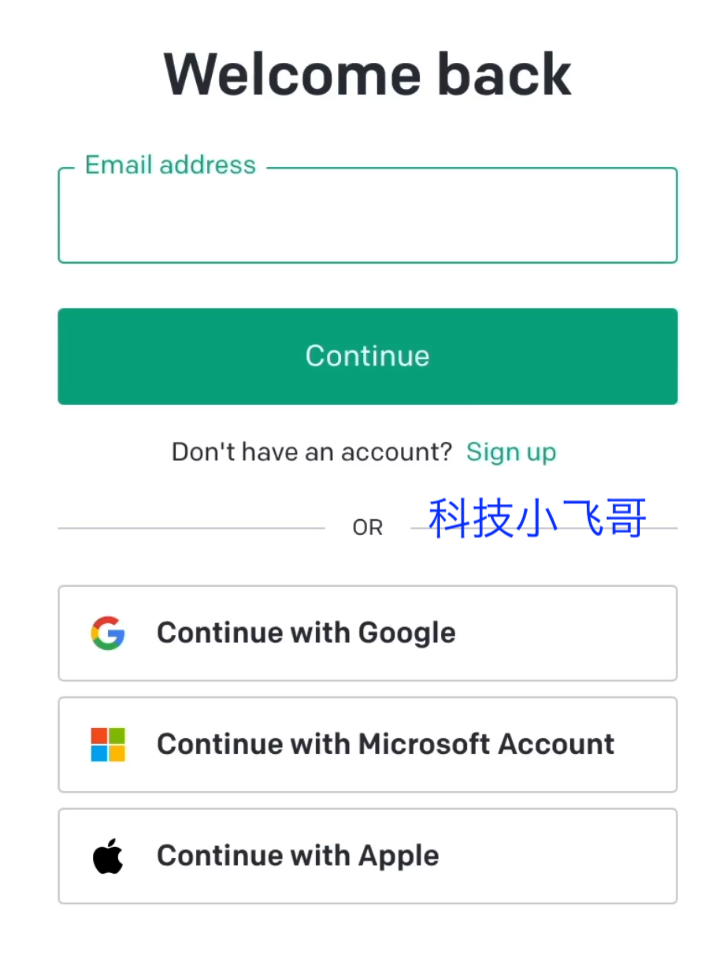 Welcome back
Email address
Continue
Don't have an account? Sign up
OR
科技小飞哥
Continue with Google
Continue with Microsoft Account
Continue with Apple